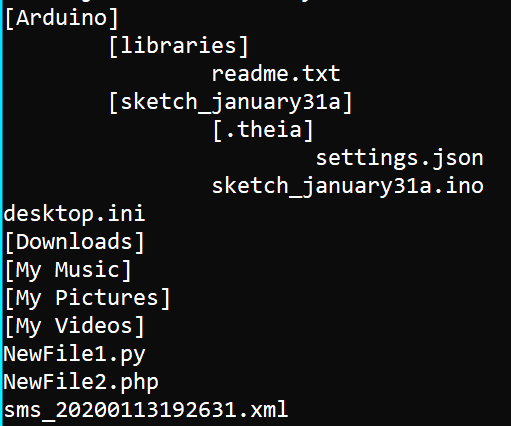 [Arduino]
[libraries]
readme.txt
[sketch_january31a]
[.theia]
settings.json
sketch_january31a.ino
desktop.ini
[Downloads]
[My Music]
[My Pictures]
[My Videos]
NewFile1.py
NewFile2.php
sms_20200113192631.xml